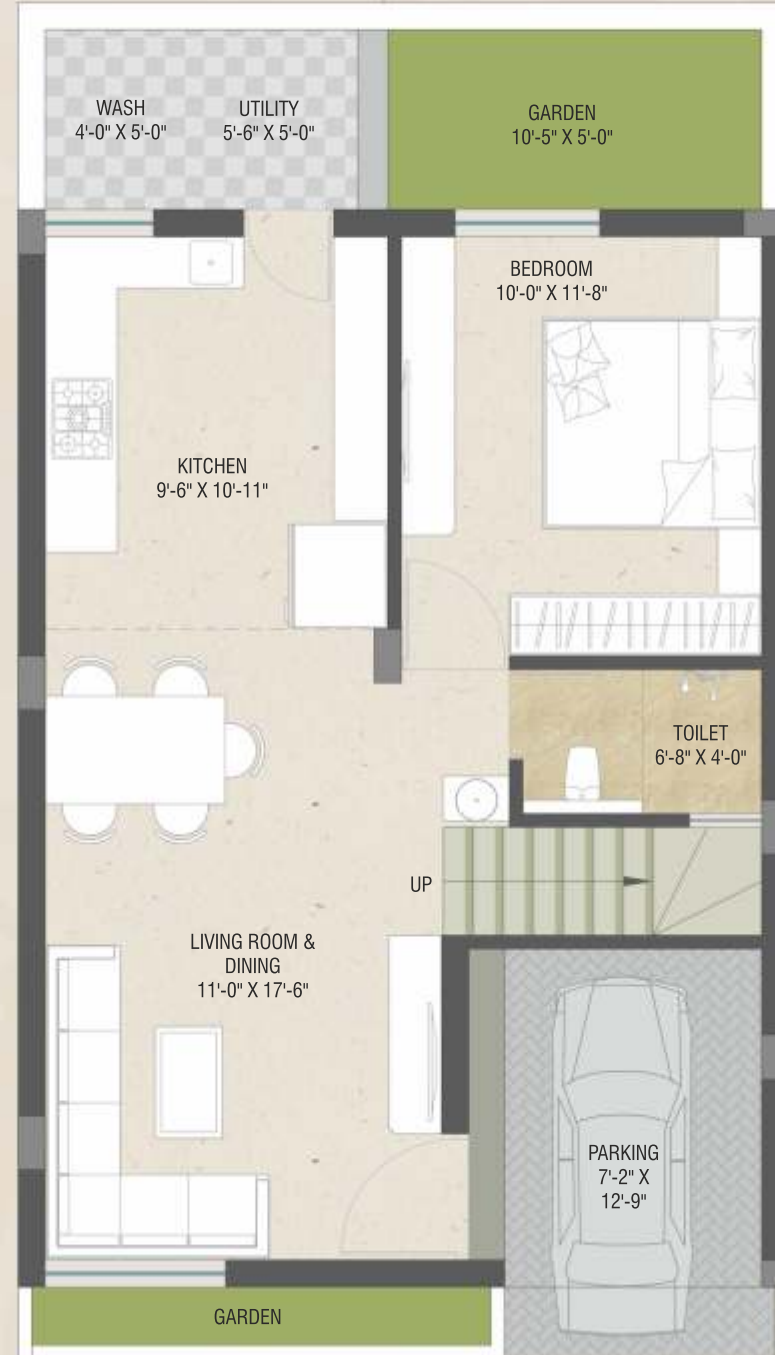 WASH
4'-0" X 5'-0"
UTILITY
5'-6" X 5'-0"
GARDEN
10'-5" X 5'-0"
BEDROOM
10'-0" X 11'-8"
KITCHEN
9'-6" X 10'-11"
TOILET
6'-8" X 4'-0"
UP
LIVING ROOM &
DINING
11'-0" X 17'-6"
PARKING
7'-2" X
12'-9"
GARDEN